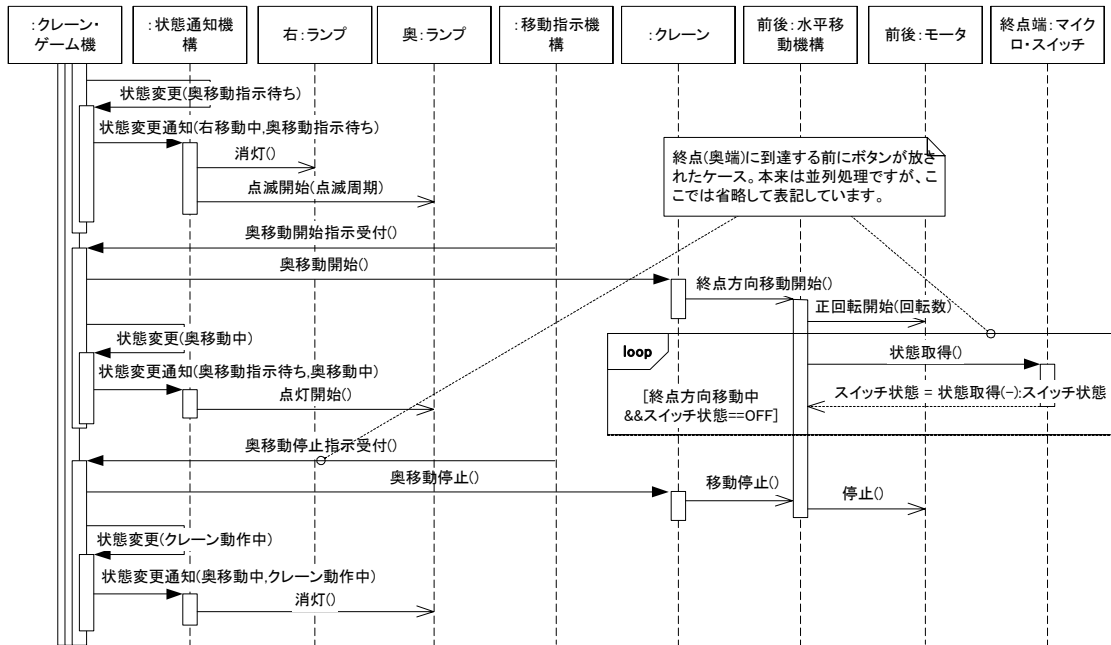 :クレーン・
ゲーム機
:状態通知機
構
右:ランプ
奥:ランプ
:移動指示機
構
:クレーン
前後:水平移
動機構
前後:モータ
終点端:マイク
ロ・スイッチ
状態変更(奥移動指示待ち)
状態変更通知(右移動中,奥移動指示待ち)
消灯()
点滅開始(点滅周期)
終点(奥端)に到達する前にボタンが放さ
れたケース。本来は並列処理ですが、こ
こでは省略して表記しています。
奥移動開始指示受付()
奥移動開始()
終点方向移動開始()
正回転開始(回転数)
状態変更(奥移動中)
loop
状態取得()
状態変更通知(奥移動指示待ち,奥移動中)
点灯開始()
[終点方向移動中
&&スイッチ状態==OFF]
スイッチ状態 = 状態取得(-):スイッチ状態
奥移動停止指示受付()
奥移動停止()
移動停止()
停止()
状態変更(クレーン動作中)
状態変更通知(奥移動中,クレーン動作中)
消灯()